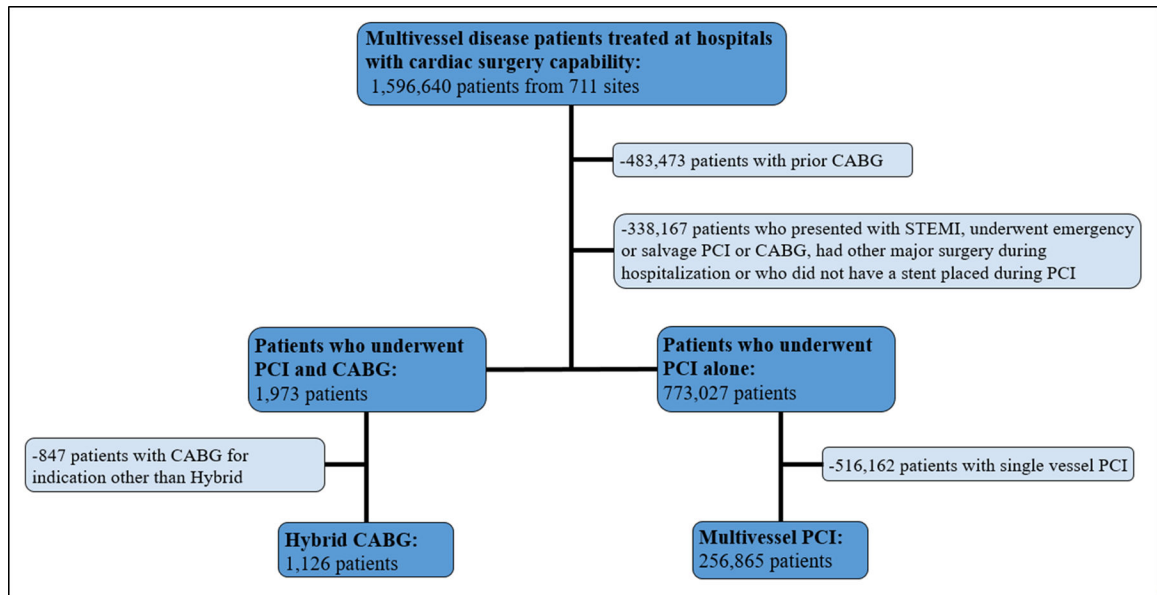 Multivessel disease patients treated at hospitals
with cardiac surgery capability:
1,596,640 patients from 711 sites
-483,473 patients with prior CABG
-338,167 patients who presented with STEMI, underwent emergency
or salvage PCI or CABG, had other major surgery during
hospitalization or who did not have a stent placed during PCI
Patients who underwent
PCI and CABG:
1,973 patients
Patients who underwent
PCI alone:
773,027 patients
-847 patients with CABG for
indication other than Hybrid
-516,162 patients with single vessel PCI
Hybrid CABG:
1,126 patients
Multivessel PCI:
256,865 patients